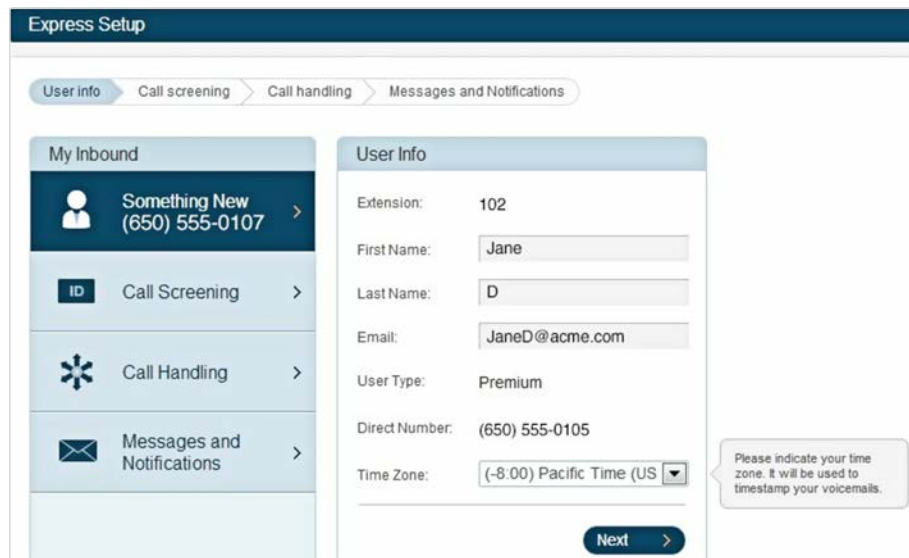 Express Setup
User info
Call screening
Call handling
Messages and Notifications
My Inbound
Something New
(650) 555-0107
ID
Call Screening
Call Handling
Messages and
Notifications
User Info
Extension: 102
First Name: Jane
Last Name: D
Email: JaneD@acme.com
User Type: Premium
Direct Number: (650) 555-0105
Time Zone: (-8:00) Pacific Time (US
Please indicate your time
zone. It will be used to
timestamp your voicemails.
Next